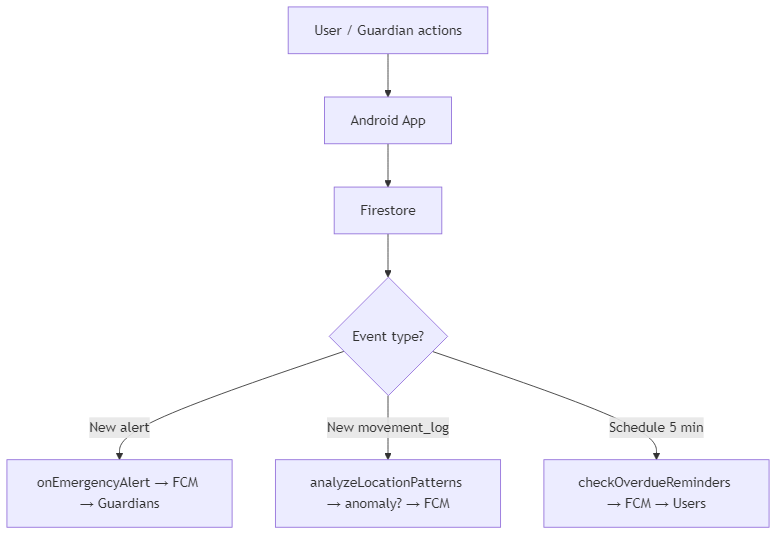 User / Guardian actions
Android App
Firestore
Event type?
New alert
New movement_log
Schedule 5 min
onEmergencyAlert → FCM
→ Guardians
analyzeLocationPatterns
→ anomaly? → FCM
checkOverdueReminders
→ FCM → Users